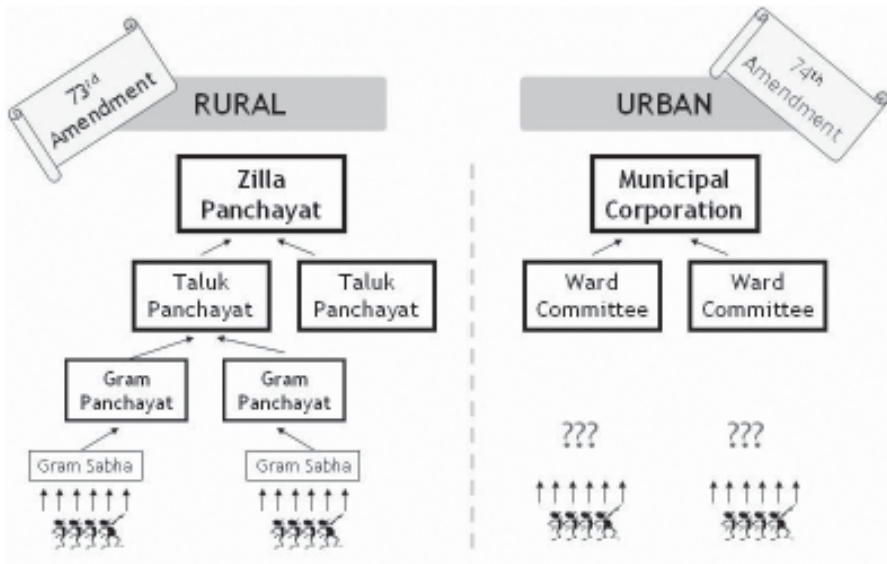 73rd
Amendment
RURAL
Zilla
Panchayat
Taluk
Panchayat
Taluk
Panchayat
Gram
Panchayat
Gram
Panchayat
Gram Sabha
Gram Sabha
74th
Amendment
URBAN
Municipal
Corporation
Ward
Committee
Ward
Committee
???
???